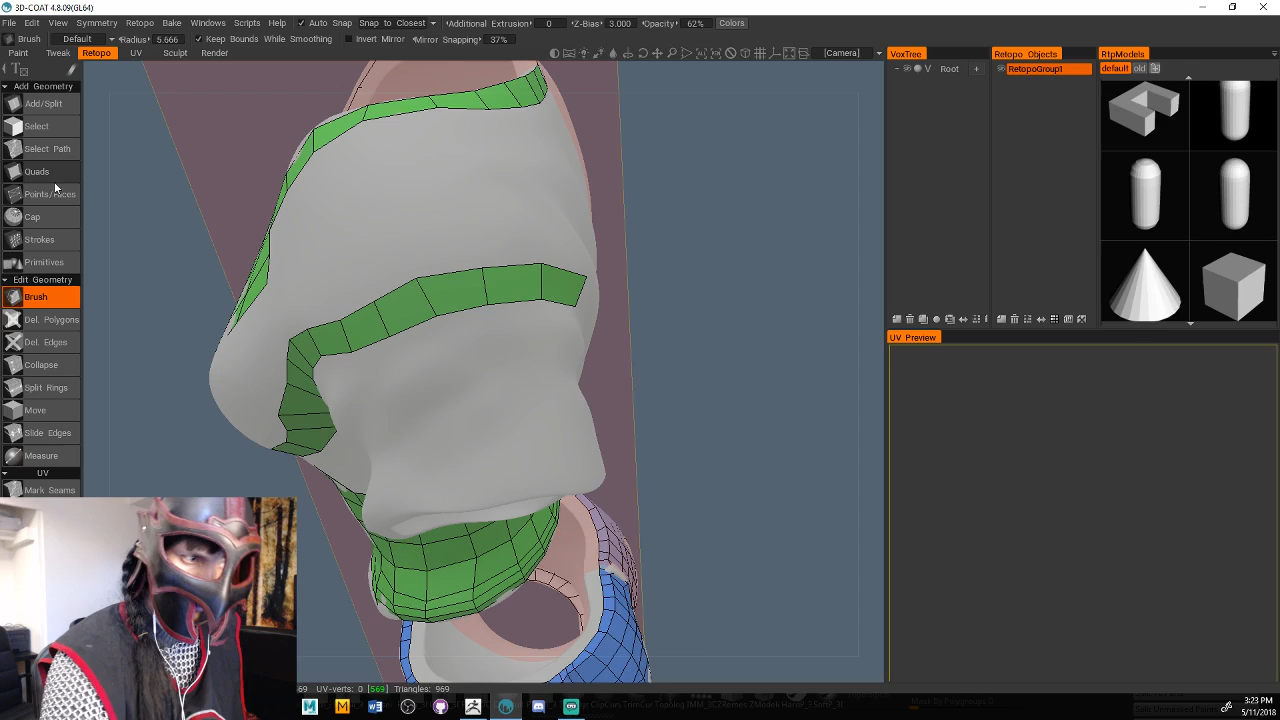 3D-COAT 4.8.09(GL64)
File Edit View Symmetry Retopo Bake Windows Scripts Help Auto Snap Snap to Closest Additional Extrusion 0 Z-Bias 3.000 Opacity 62% Colors
Brush Default Radius 5.666 Keep Bounds While Smoothing Invert Mirror Mirror Snapping 37%
Paint Tweak Retopo UV Sculpt Render [Camera] VoxTree Retopo Objects RtpModels
Root + RetopoGroup1 default old
Add Geometry
Add/Split
Select
Select Path
Quads
Points/Faces
Cap
Strokes
Primitives
Edit Geometry
Brush
Del. Polygons
Del. Edges
Collapse
Split Rings
Move
Slide Edges
Measure
UV
Mark Seams
UV Preview
69 UV-verts: 0 [569] Triangles: 969
3:23 PM
5/11/2018